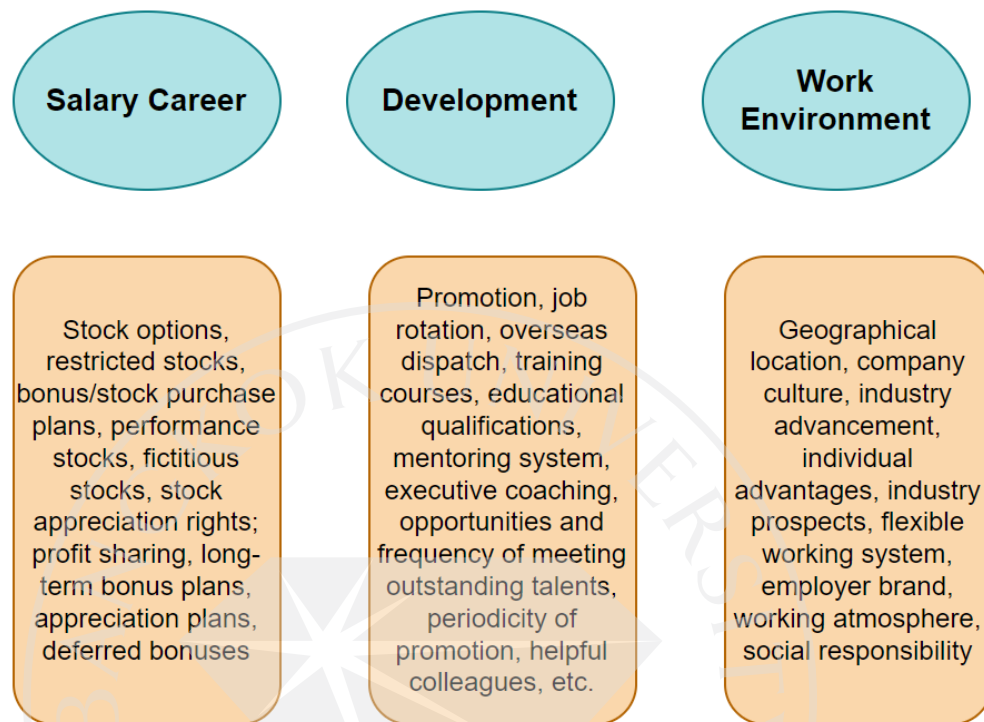 Salary Career
Development
Work
Environment
Stock options,
restricted stocks,
bonus/stock purchase
plans, performance
stocks, fictitious
stocks, stock
appreciation rights;
profit sharing, long-
term bonus plans,
appreciation plans,
deferred bonuses
Promotion, job
rotation, overseas
dispatch, training
courses, educational
qualifications,
mentoring system,
executive coaching,
opportunities and
frequency of meeting
outstanding talents,
periodicity of
promotion, helpful
colleagues, etc.
Geographical
location, company
culture, industry
advancement,
individual
advantages, industry
prospects, flexible
working system,
employer brand,
working atmosphere,
social responsibility